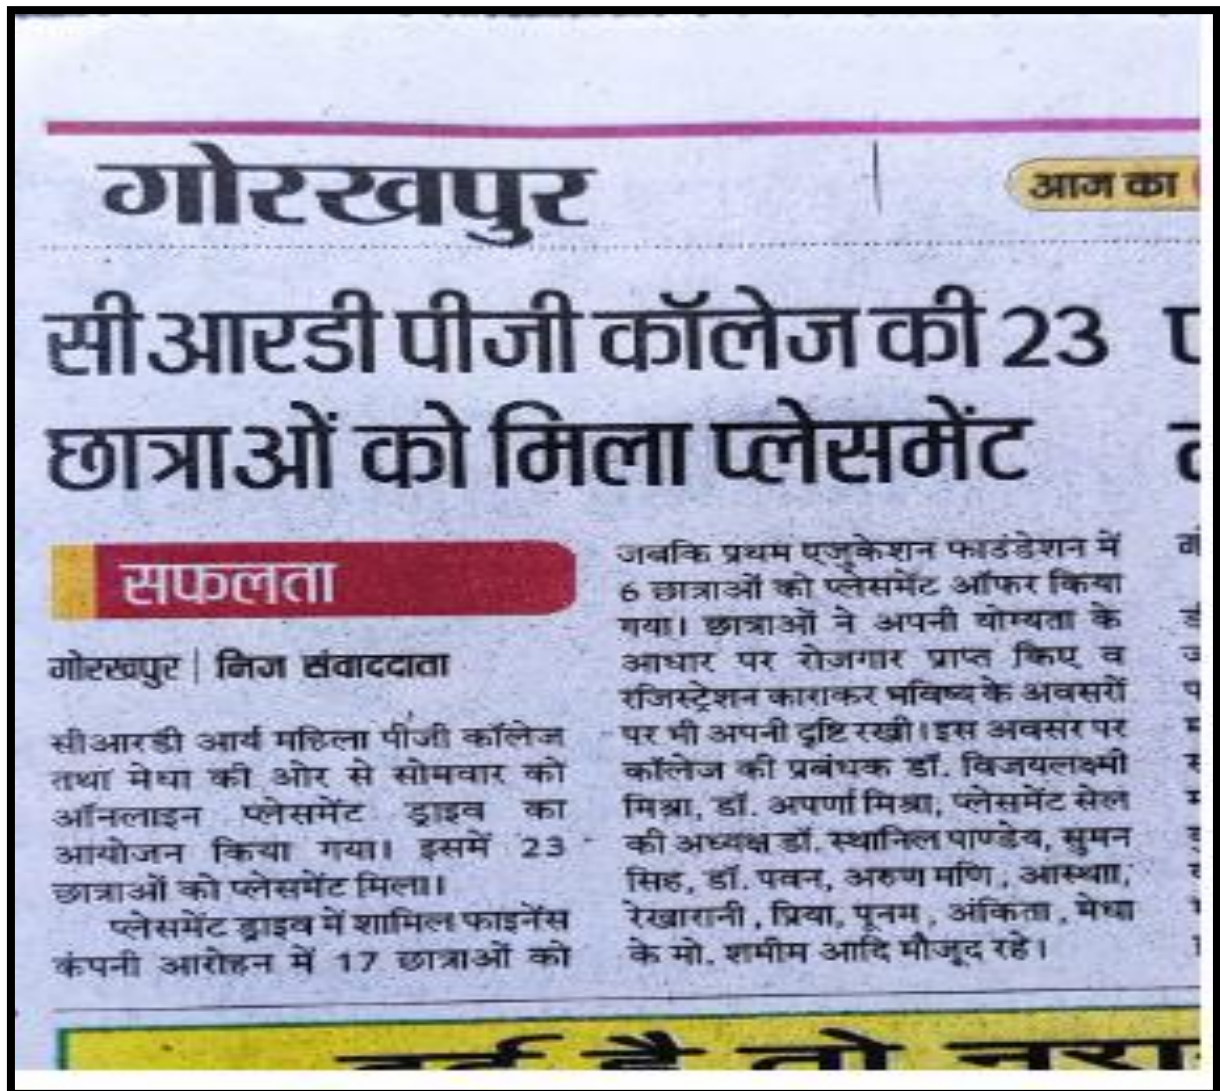 गोरखपुर
आज का
सीआरडी पीजी कॉलेज की 23
छात्राओं को मिला प्लेसमेंट
सफलता
गोरखपुर | निज संवाददाता
सीआरडी आर्य महिला पीजी कॉलेज
तथा मेधा की ओर से सोमवार को
ऑनलाइन प्लेसमेंट ड्राइव का
आयोजन किया गया। इसमें 23
छात्राओं को प्लेसमेंट मिला।
प्लेसमेंट ड्राइव में शामिल फाइनेंस
कंपनी आरोहन में 17 छात्राओं को
जबकि प्रथम एजुकेशन फाउंडेशन में
6 छात्राओं को प्लेसमेंट ऑफर किया
गया। छात्राओं ने अपनी योग्यता के
आधार पर रोजगार प्राप्त किए व
रजिस्ट्रेशन काराकर भविष्य के अवसरों
पर भी अपनी दृष्टि रखी। इस अवसर पर
कॉलेज की प्रबंधक डॉ. विजयलक्ष्मी
मिश्रा, डॉ. अपर्णा मिश्रा, प्लेसमेंट सेल
की अध्यक्ष डॉ. स्थानिल पाण्डेय, सुमन
सिंह, डॉ. पवन, अरुण मणि, आस्था,
रेखारानी, प्रिया, पूनम, अंकिता, मेधा
के मो. शमीम आदि मौजूद रहे।
दर्द है तो